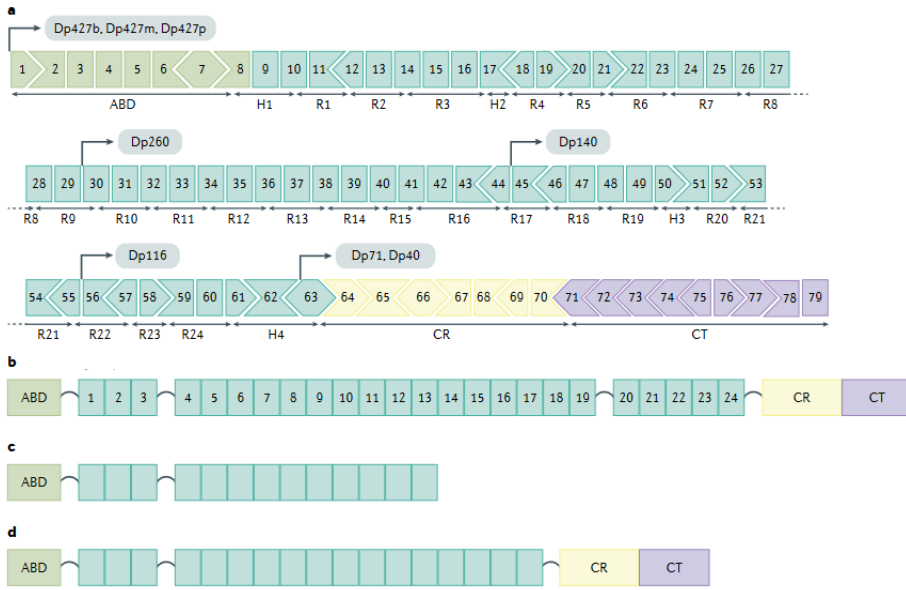 a
Dp427b, Dp427m, Dp427p
1 2 3 4 5 6 7 8 9 10 11 12 13 14 15 16 17 18 19 20 21 22 23 24 25 26 27
ABD H1 R1 R2 R3 H2 R4 R5 R6 R7 R8
Dp260 Dp140
28 29 30 31 32 33 34 35 36 37 38 39 40 41 42 43 44 45 46 47 48 49 50 51 52 53
R8 R9 R10 R11 R12 R13 R14 R15 R16 R17 R18 R19 H3 R20 R21
Dp116 Dp71, Dp40
54 55 56 57 58 59 60 61 62 63 64 65 66 67 68 69 70 71 72 73 74 75 76 77 78 79
R21 R22 R23 R24 H4 CR CT
b
ABD 1 2 3 4 5 6 7 8 9 10 11 12 13 14 15 16 17 18 19 20 21 22 23 24 CR CT
c
ABD
d
ABD CR CT